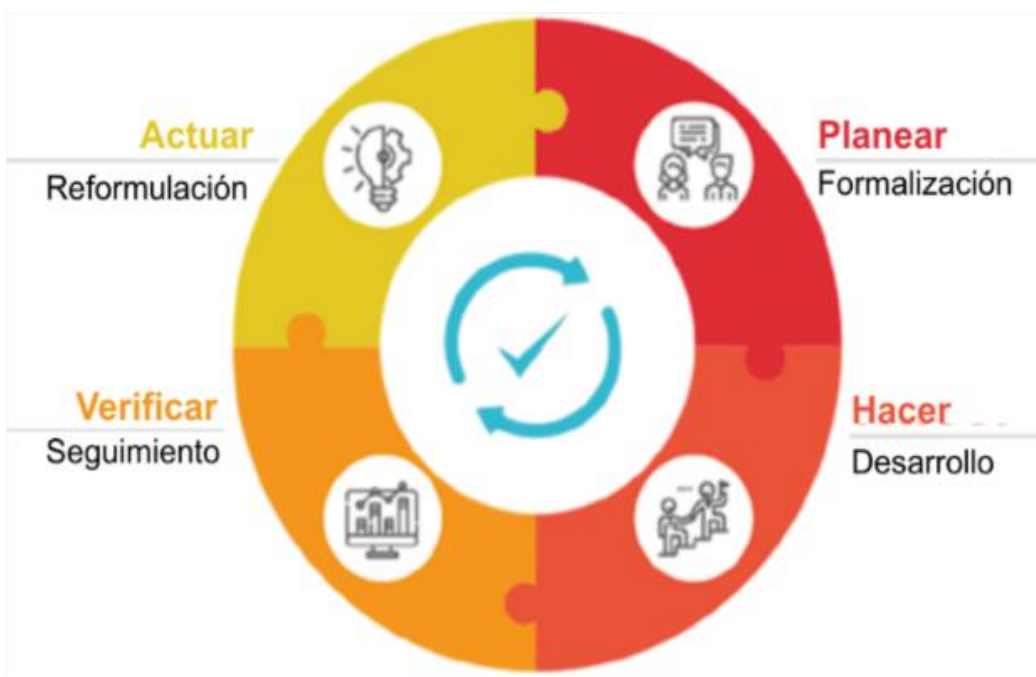 Actuar
Reformulación
Planear
Formalización
Verificar
Seguimiento
Hacer
Desarrollo